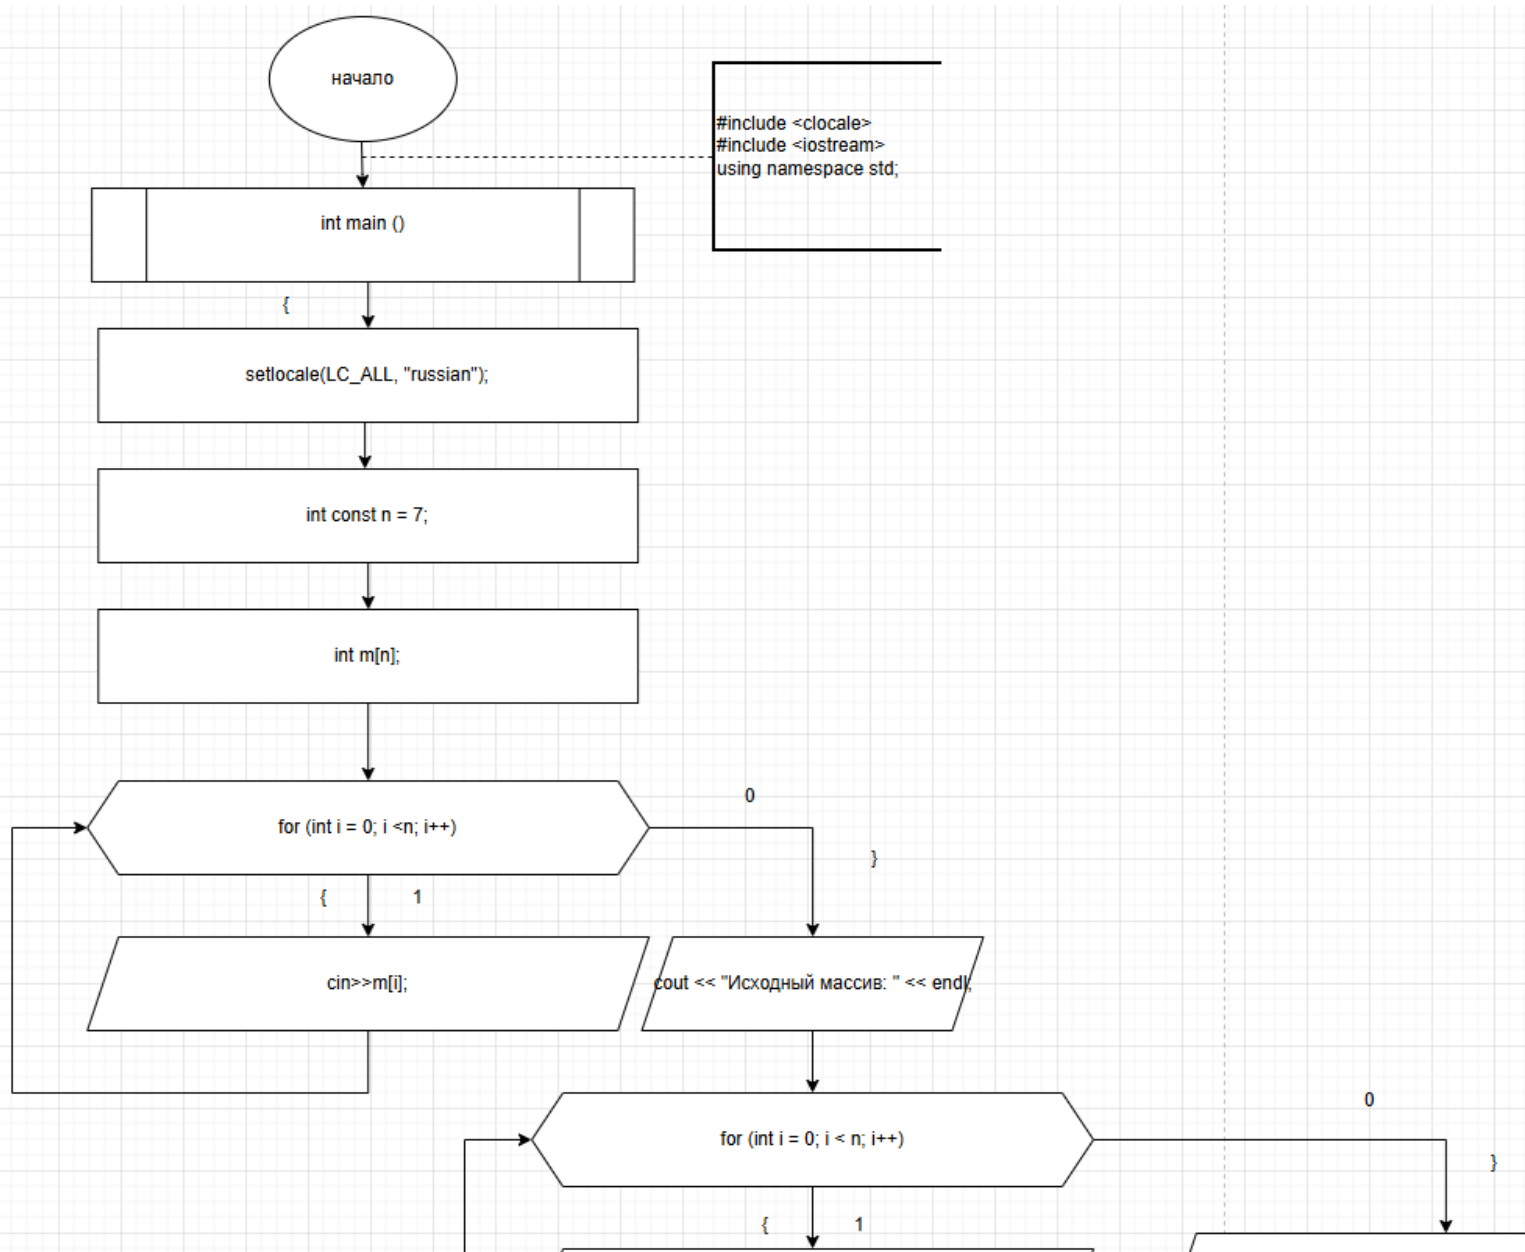 начало
#include <clocale>
#include <iostream>
using namespace std;
int main ()
{
setlocale(LC_ALL, "russian");
int const n = 7;
int m[n];
0
for (int i = 0; i <n; i++)
}
{ 1
cin>>m[i];
cout << "Исходный массив: " << endl;
0
for (int i = 0; i < n; i++)
}
{ 1